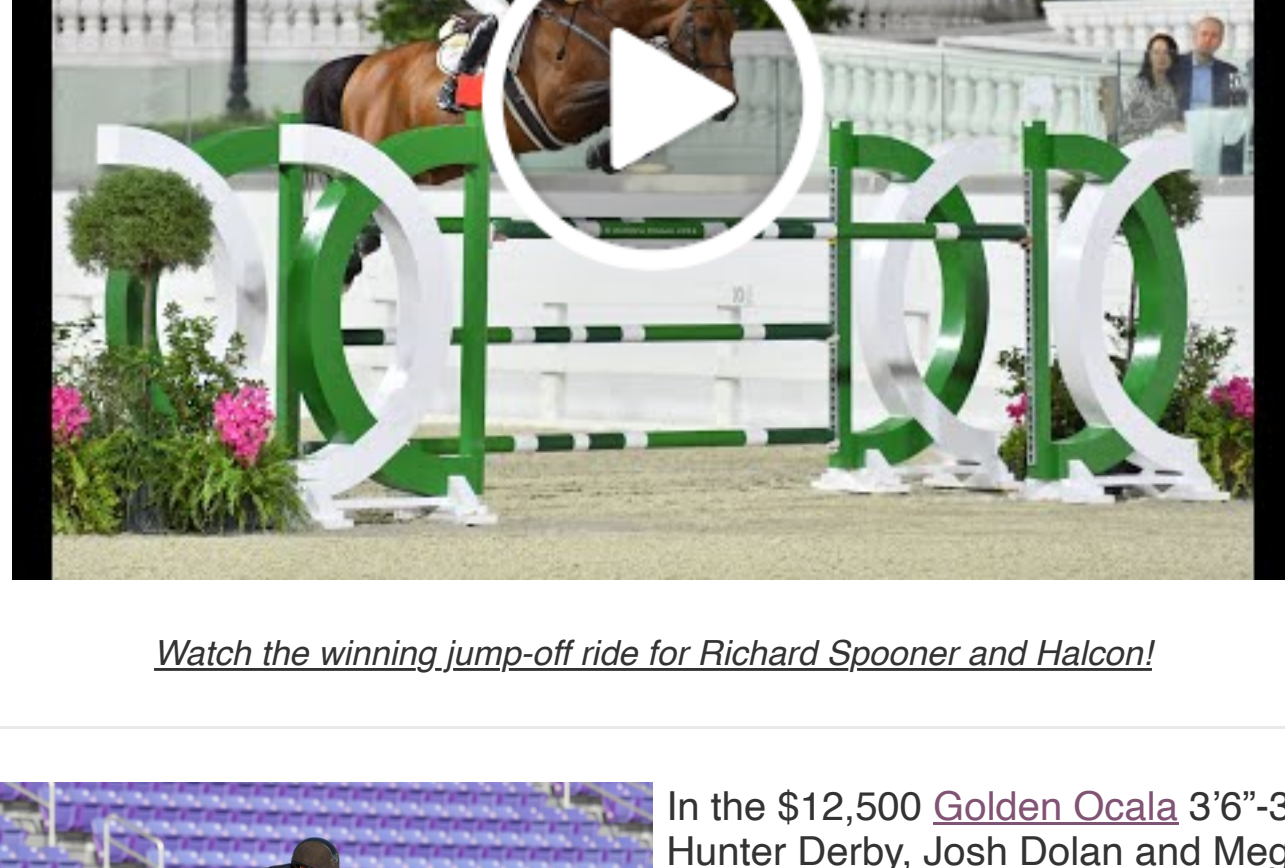 Watch the winning jump-off ride for Richard Spooner and Halcon!
In the $12,500 Golden Ocala 3’6”-3
Hunter Derby, Josh Dolan and Med